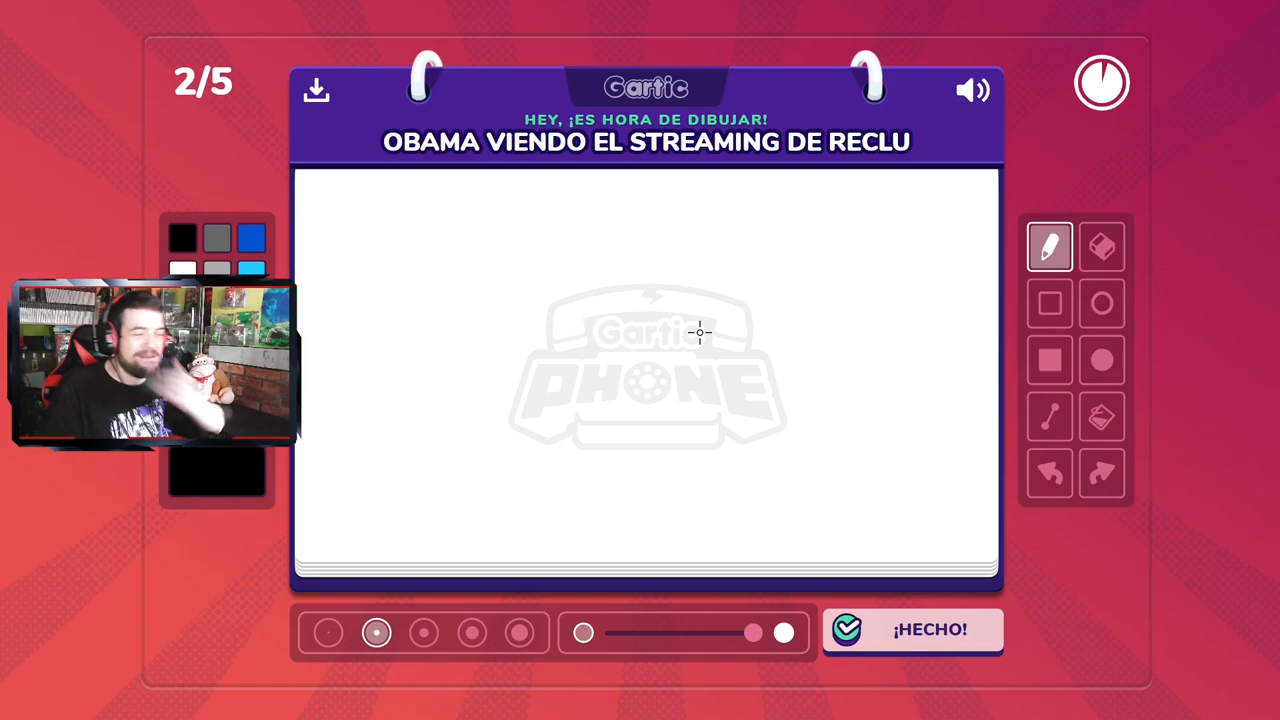 2/5
Gartic
HEY, ¡ES HORA DE DIBUJAR!
OBAMA VIENDO EL STREAMING DE RECLU
Gartic
PHONE
¡HECHO!